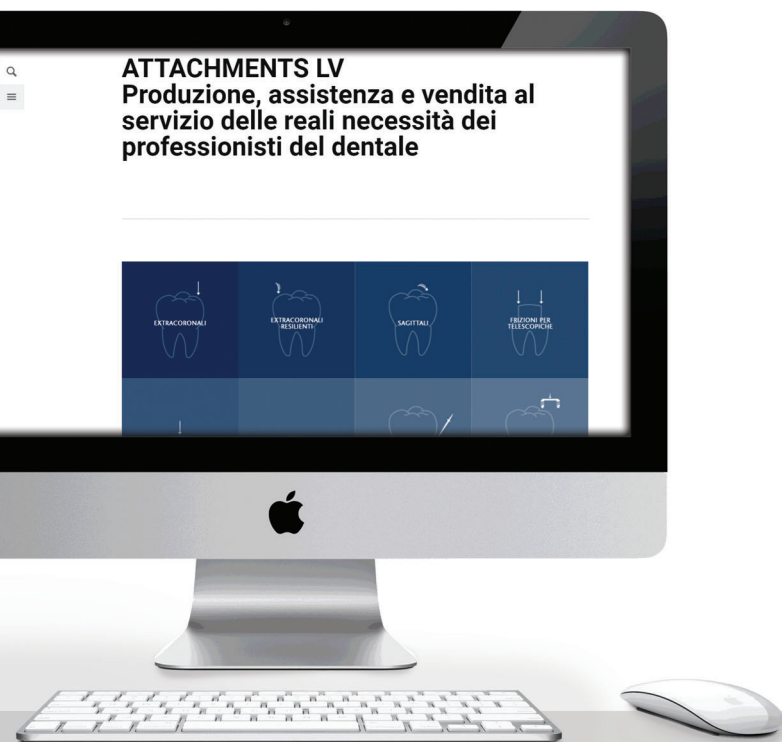 ATTACHMENTS LV
Produzione, assistenza e vendita al
servizio delle reali necessità dei
professionisti del dentale
EXTRACORONALI
EXTRACORONALI
RESILIENTI
SAGITTALI
FRIZIONI PER
TELESCOPICHE